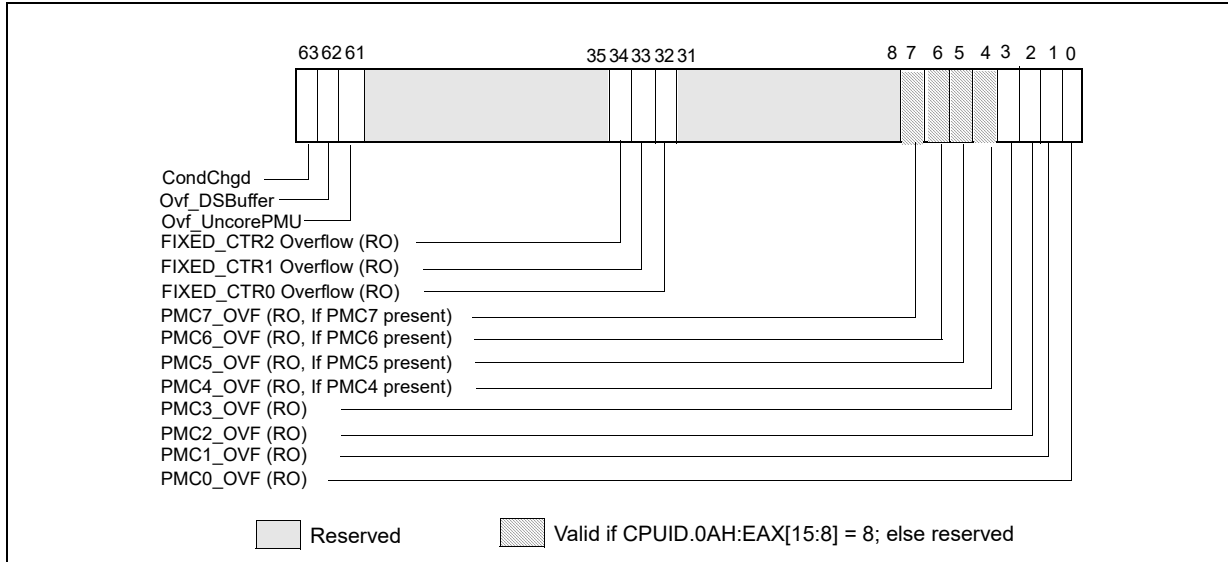 63 62 61 35 34 33 32 31 8 7 6 5 4 3 2 1 0
CondChgd
Ovf_DSBuffer
Ovf_UncorePMU
FIXED_CTR2 Overflow (RO)
FIXED_CTR1 Overflow (RO)
FIXED_CTR0 Overflow (RO)
PMC7_OVF (RO, If PMC7 present)
PMC6_OVF (RO, If PMC6 present)
PMC5_OVF (RO, If PMC5 present)
PMC4_OVF (RO, If PMC4 present)
PMC3_OVF (RO)
PMC2_OVF (RO)
PMC1_OVF (RO)
PMC0_OVF (RO)
Reserved Valid if CPUID.0AH:EAX[15:8] = 8; else reserved